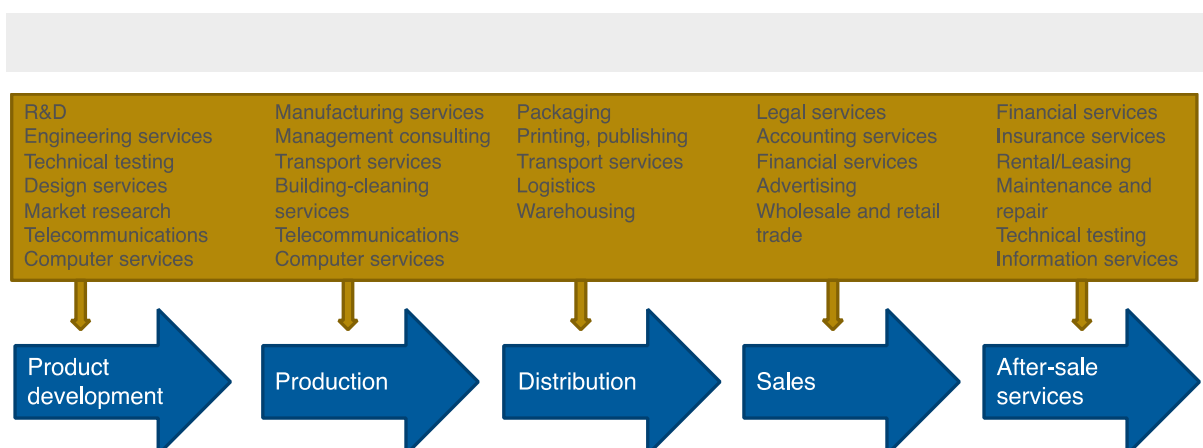 R&D
Engineering services
Technical testing
Design services
Market research
Telecommunications
Computer services
Manufacturing services
Management consulting
Transport services
Building-cleaning
services
Telecommunications
Computer services
Packaging
Printing, publishing
Transport services
Logistics
Warehousing
Legal services
Accounting services
Financial services
Advertising
Wholesale and retail
trade
Financial services
Insurance services
Rental/Leasing
Maintenance and
repair
Technical testing
Information services
Product
development
Production
Distribution
Sales
After-sale
services